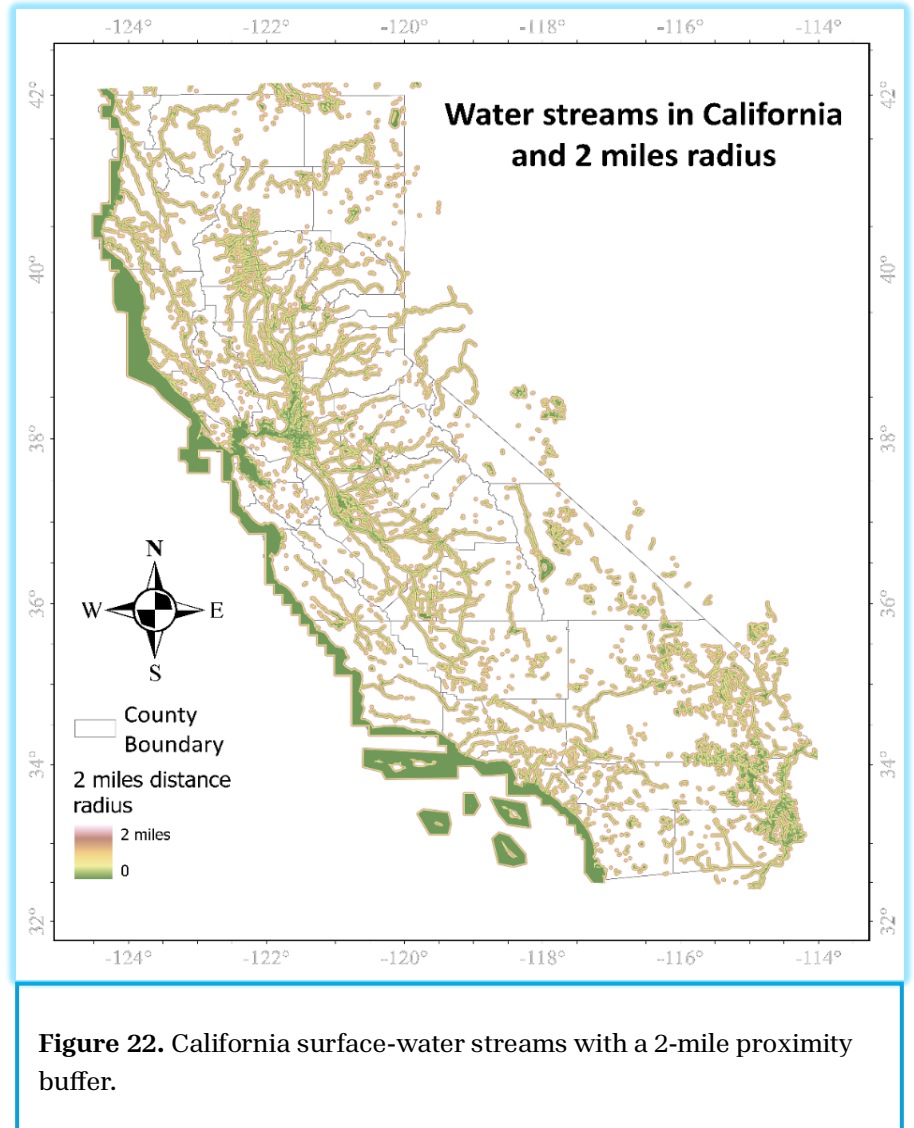 -124° -122° -120° -118° -116° -114°
42° 42°
Water streams in California
and 2 miles radius
40° 40°
38° 38°
N
36° 36°
W E
S
County
Boundary
34° 34°
2 miles distance
radius
2 miles
0
32° 32°
-124° -122° -120° -118° -116° -114°
Figure 22. California surface-water streams with a 2-mile proximity
buffer.